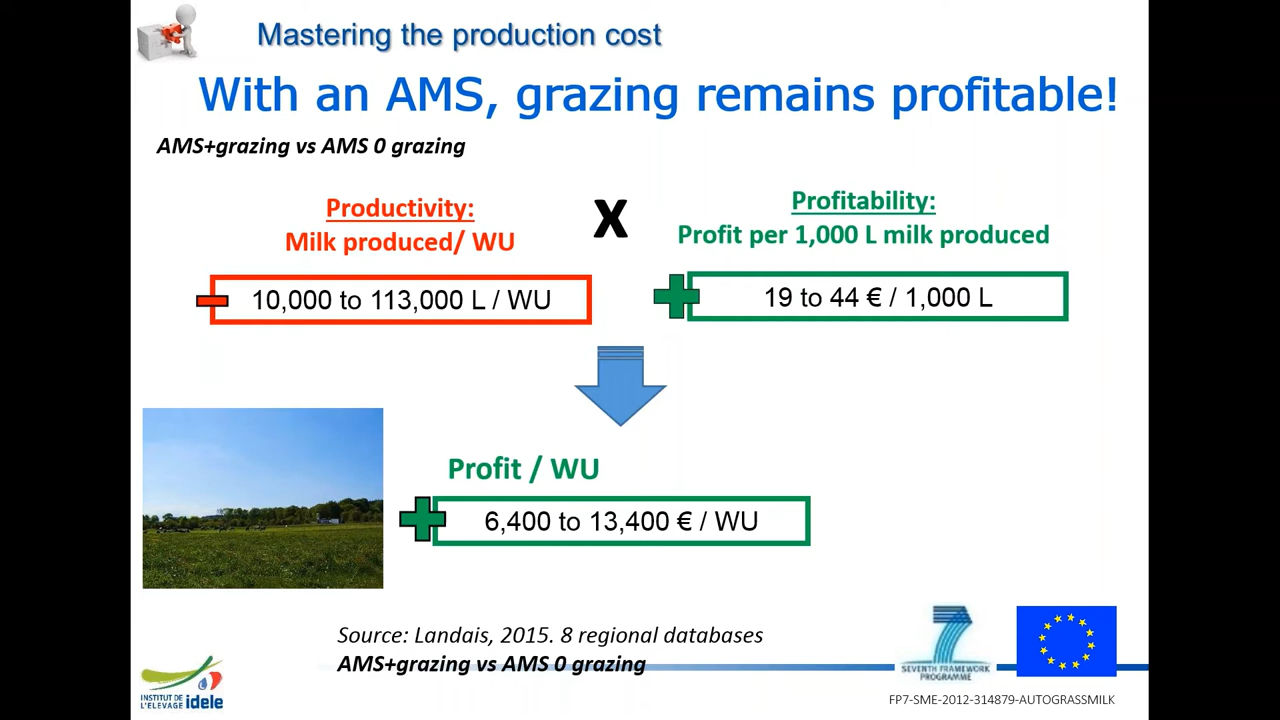 Mastering the production cost
With an AMS, grazing remains profitable!
AMS+grazing vs AMS 0 grazing
Productivity:
Milk produced/ WU
X
Profitability:
Profit per 1,000 L milk produced
10,000 to 113,000 L / WU
19 to 44 € / 1,000 L
Profit / WU
6,400 to 13,400 € / WU
Source: Landais, 2015. 8 regional databases
AMS+grazing vs AMS 0 grazing
INSTITUT DE
L'ELEVAGE idele
7
SEVENTH FRAMEWORK
PROGRAMME
FP7-SME-2012-314879-AUTOGRASSMILK